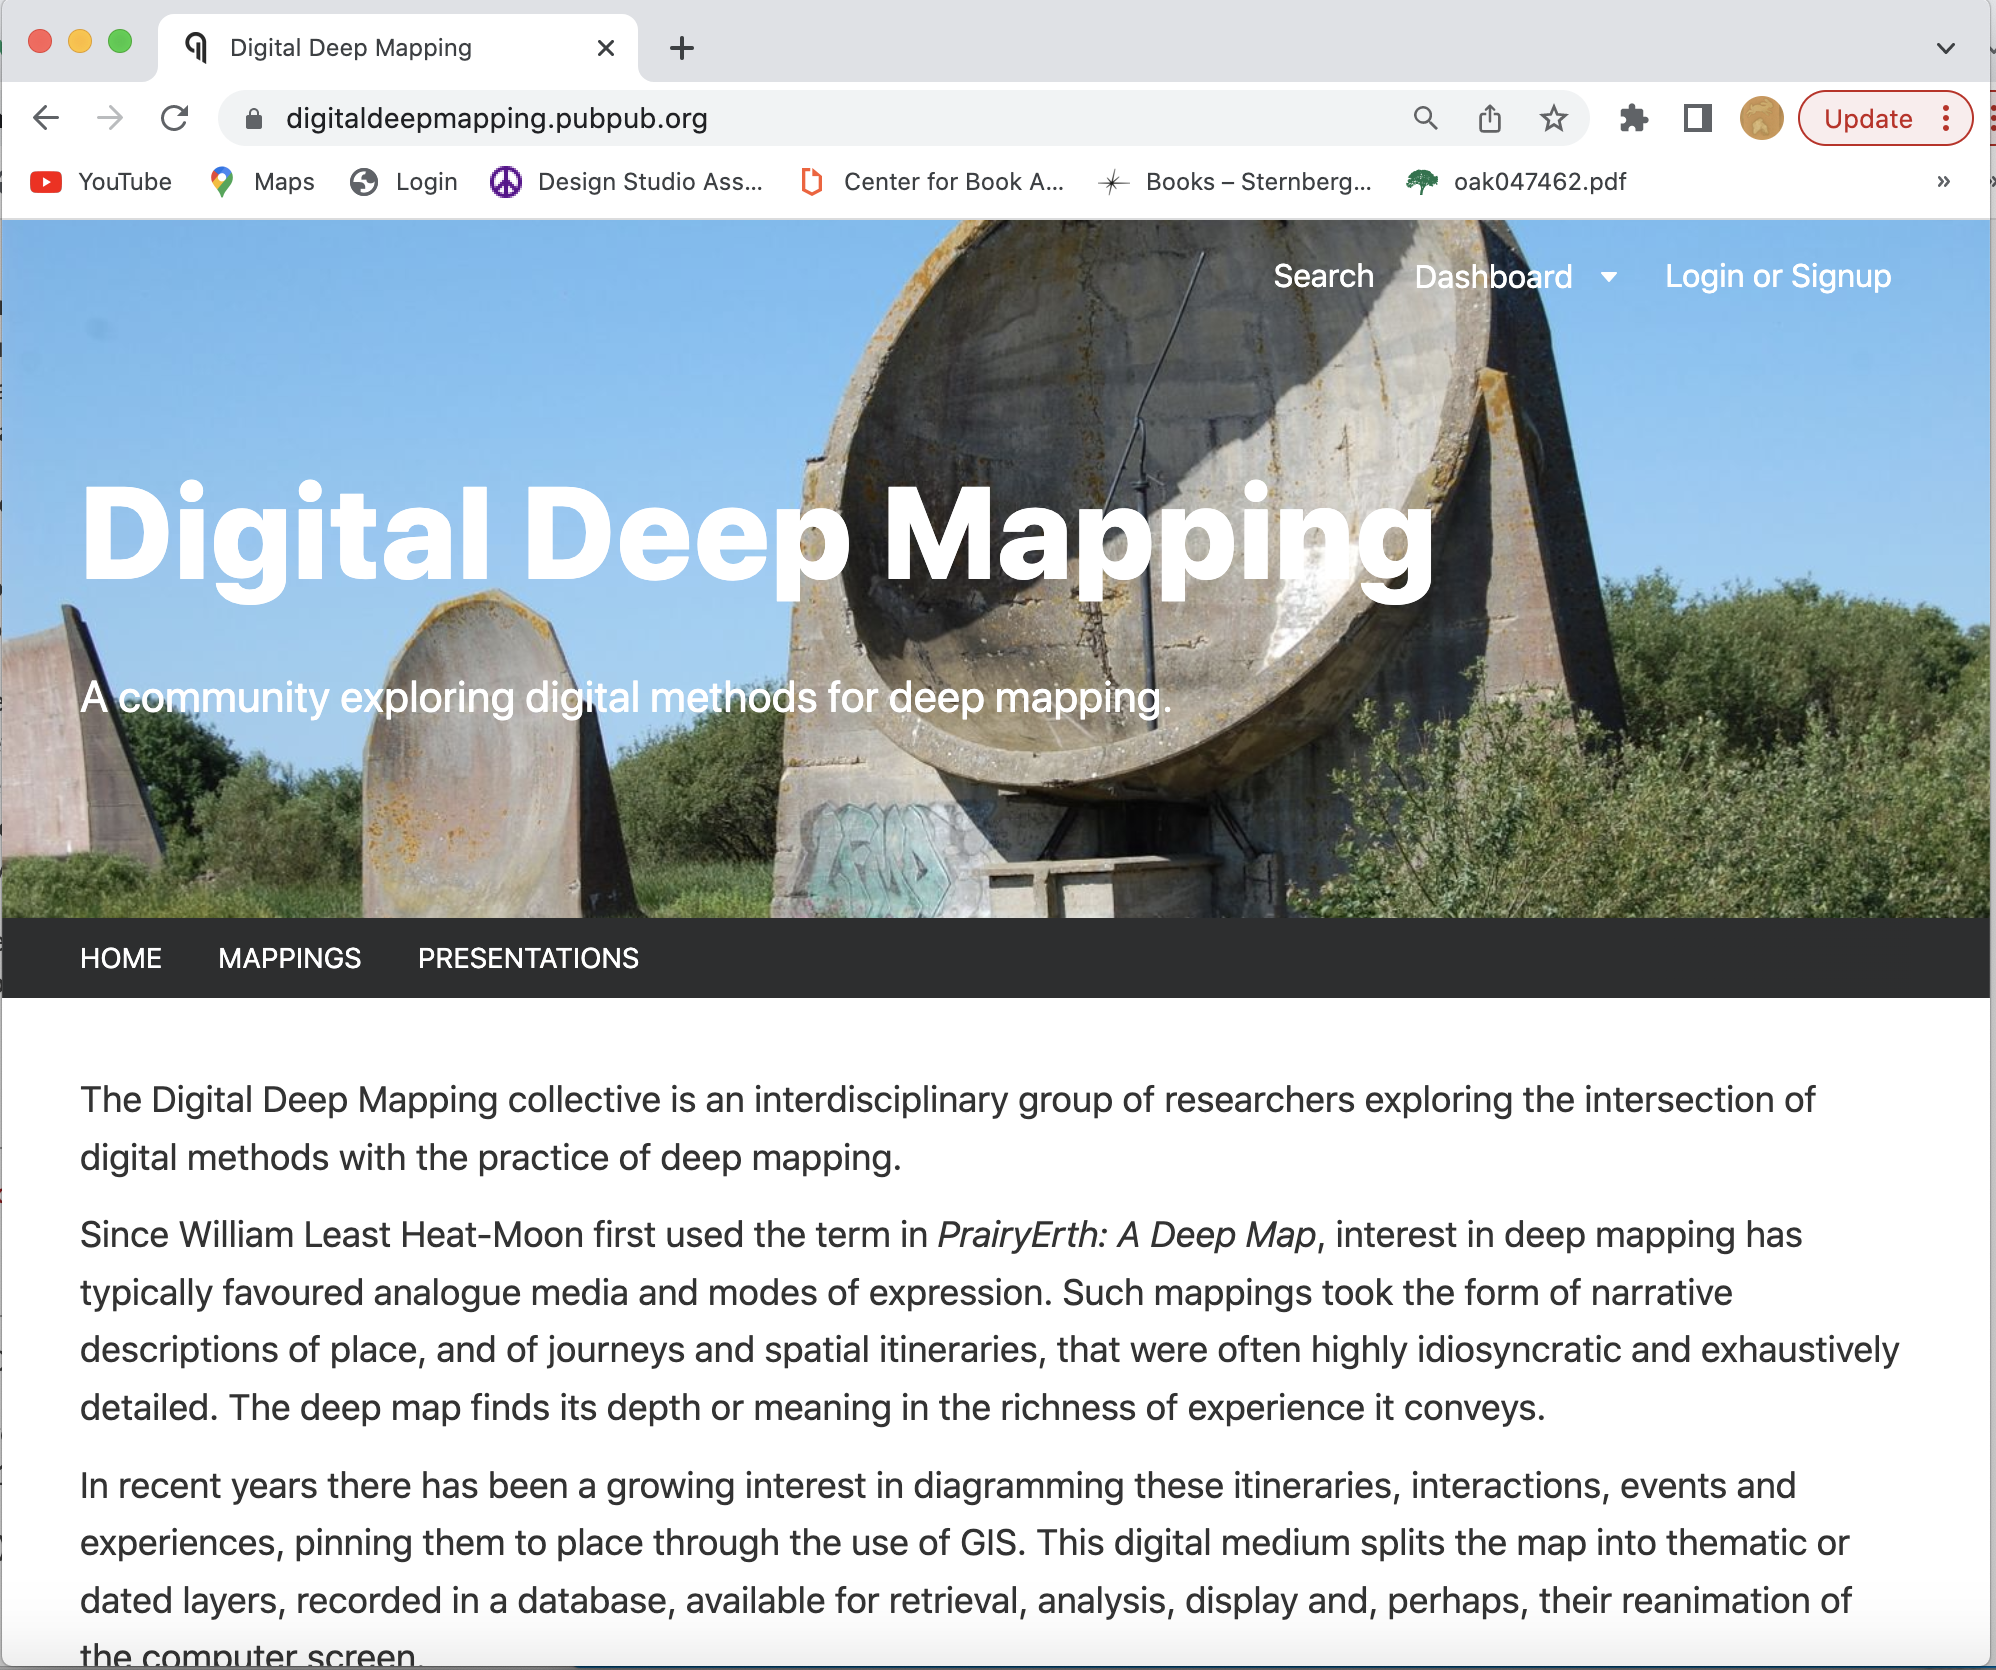 Digital Deep Mapping
digitaldeepmapping.pubpub.org
Update
YouTube
Maps
Login
Design Studio Ass...
Center for Book A...
Books – Sternberg...
oak047462.pdf
»
Search
Dashboard
Login or Signup
Digital Deep Mapping
A community exploring digital methods for deep mapping.
HOME
MAPPINGS
PRESENTATIONS
The Digital Deep Mapping collective is an interdisciplinary group of researchers exploring the intersection of
digital methods with the practice of deep mapping.
Since William Least Heat-Moon first used the term in PrairyErth: A Deep Map, interest in deep mapping has
typically favoured analogue media and modes of expression. Such mappings took the form of narrative
descriptions of place, and of journeys and spatial itineraries, that were often highly idiosyncratic and exhaustively
detailed. The deep map finds its depth or meaning in the richness of experience it conveys.
In recent years there has been a growing interest in diagramming these itineraries, interactions, events and
experiences, pinning them to place through the use of GIS. This digital medium splits the map into thematic or
dated layers, recorded in a database, available for retrieval, analysis, display and, perhaps, their reanimation of
the computer screen.